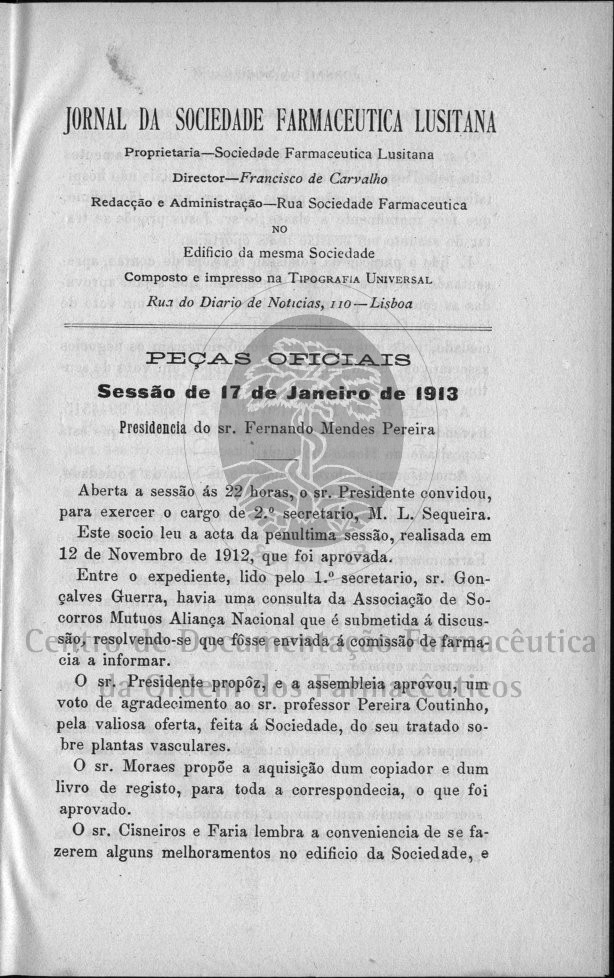 JORNAL DA SOCIEDADE FARMACEUTICA LUSITANA
Proprietaria—Sociedade Farmaceutica Lusitana
Director—Francisco de Carvalho
Redacção e Administração—Rua Sociedade Farmaceutica
NO
Edificio da mesma Sociedade
Composto e impresso na TIPOGRAFIA UNIVERSAL
Rua do Diario de Noticias, 110—Lisboa
PEÇAS OFICIAIS
Sessão de 17 de Janeiro de 1913
Presidencia do sr. Fernando Mendes Pereira
Aberta a sessão ás 22 horas, o sr. Presidente convidou,
para exercer o cargo de 2.º secretario, M. L. Sequeira.
Este socio leu a acta da penultima sessão, realisada em
12 de Novembro de 1912, que foi aprovada.
Entre o expediente, lido pelo 1.º secretario, sr. Gon-
çalves Guerra, havia uma consulta da Associação de So-
corros Mutuos Aliança Nacional que é submetida á discus-
são, resolvendo-se que fôsse enviada á comissão de farma-
cia a informar.
O sr. Presidente propôz, e a assembleia aprovou, um
voto de agradecimento ao sr. professor Pereira Coutinho,
pela valiosa oferta, feita á Sociedade, do seu tratado so-
bre plantas vasculares.
O sr. Moraes propõe a aquisição dum copiador e dum
livro de registo, para toda a correspondecia, o que foi
aprovado.
O sr. Cisneiros e Faria lembra a conveniencia de se fa-
zerem alguns melhoramentos no edificio da Sociedade, e
Centro de Documentação Farmacêutica
da Ordem dos Farmacêuticos